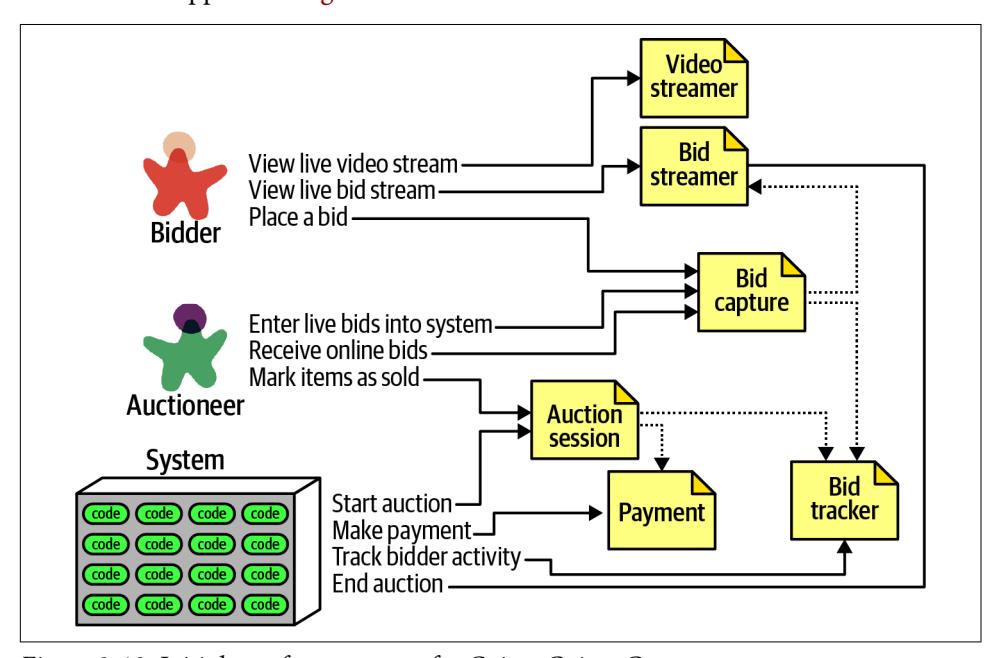 Video
streamer
Bid
streamer
View live video stream
View live bid stream
Place a bid
Bidder
Bid
capture
Enter live bids into system
Receive online bids
Mark items as sold
Auctioneer
Auction
session
System
code code code code
code code code code
code code code code
code code code code
Start auction
Make payment
Track bidder activity
End auction
Payment
Bid
tracker